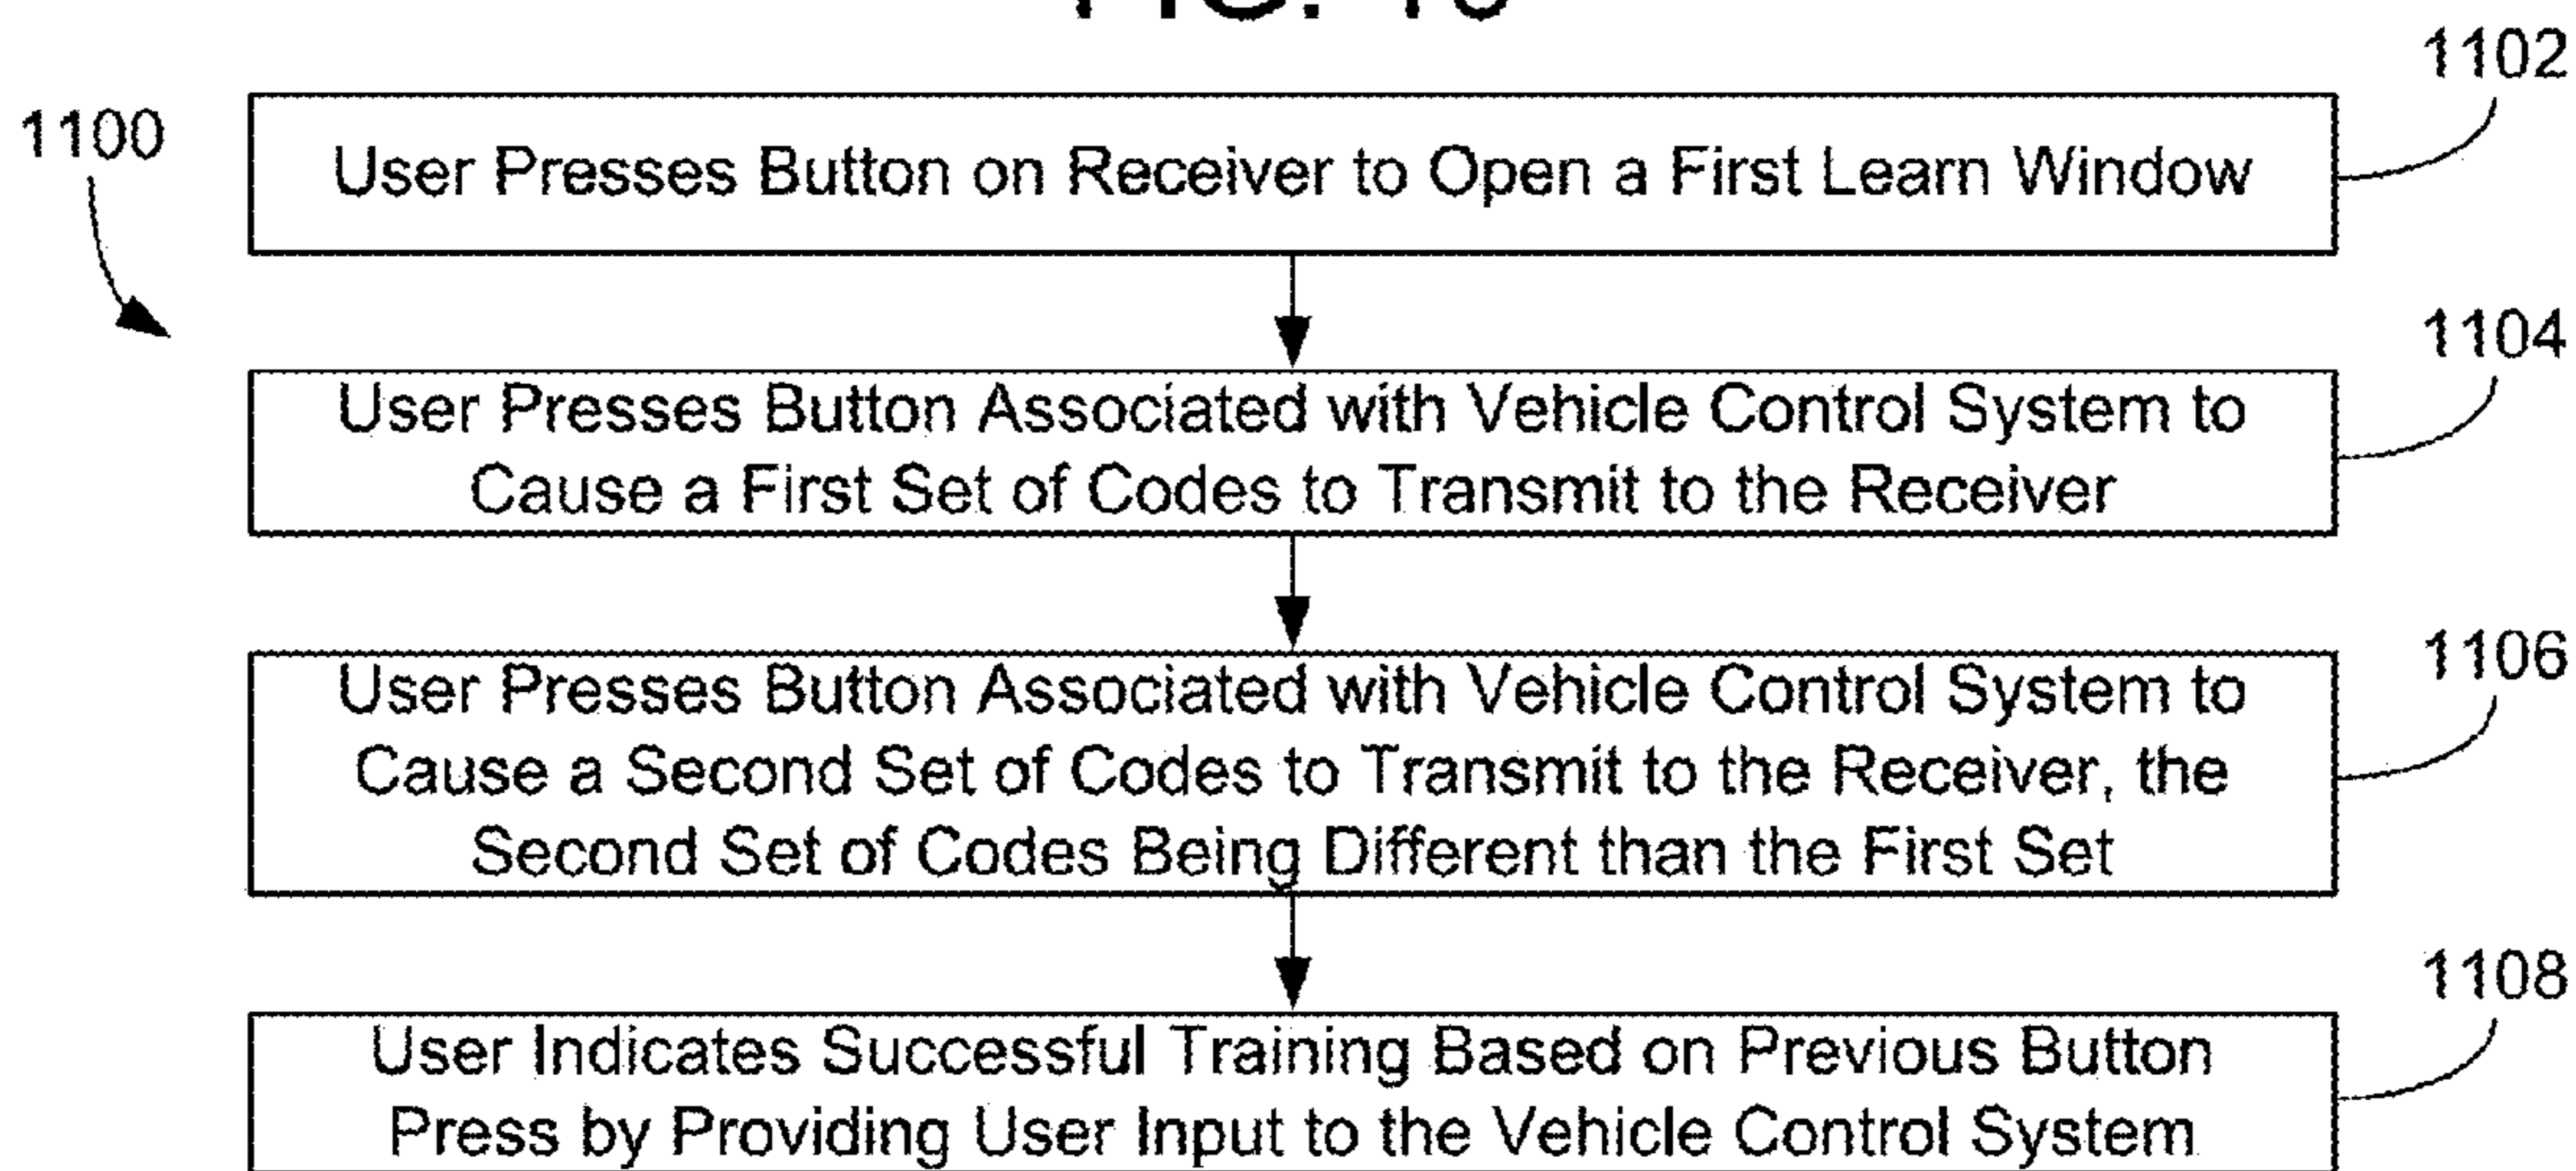 1102
1100
User Presses Button on Receiver to Open a First Learn Window
1104
User Presses Button Associated with Vehicle Control System to
Cause a First Set of Codes to Transmit to the Receiver
1106
User Presses Button Associated with Vehicle Control System to
Cause a Second Set of Codes to Transmit to the Receiver, the
Second Set of Codes Being Different than the First Set
1108
User Indicates Successful Training Based on Previous Button
Press by Providing User Input to the Vehicle Control System